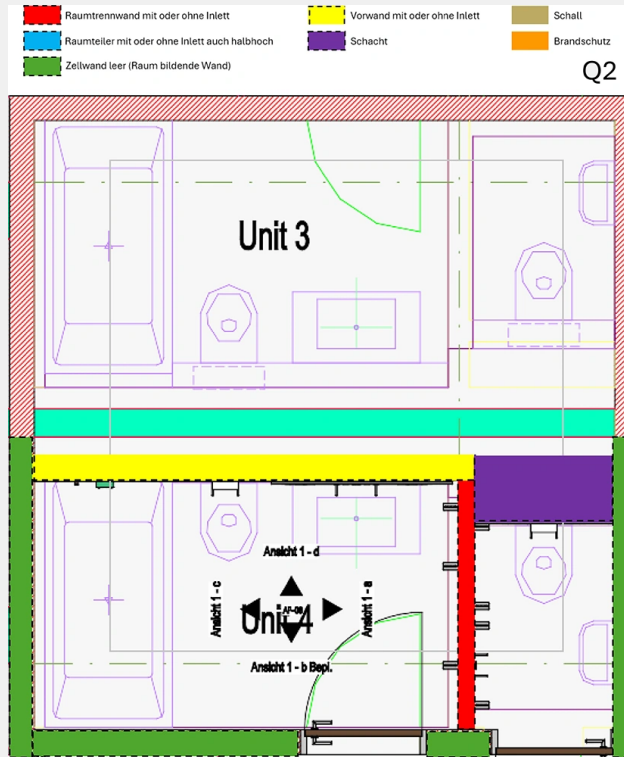 Raumtrennwand mit oder ohne Inlett
Vorwand mit oder ohne Inlett
Schall
Raumteiler mit oder ohne Inlett auch halbhoch
Schacht
Brandschutz
Zellwand leer (Raum bildende Wand)
Q2
Unit 3
Ansicht 1 - d
Ansicht 1 - c
Ansicht 1 - a
Unit 4
Ansicht 1 - b Bepl.